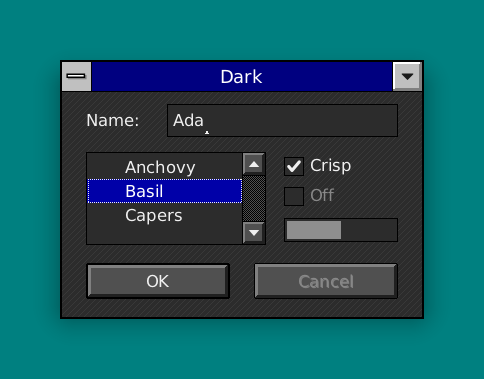 Dark
Name: Ada
Anchovy
Basil
Capers
Crisp
Off
OK
Cancel